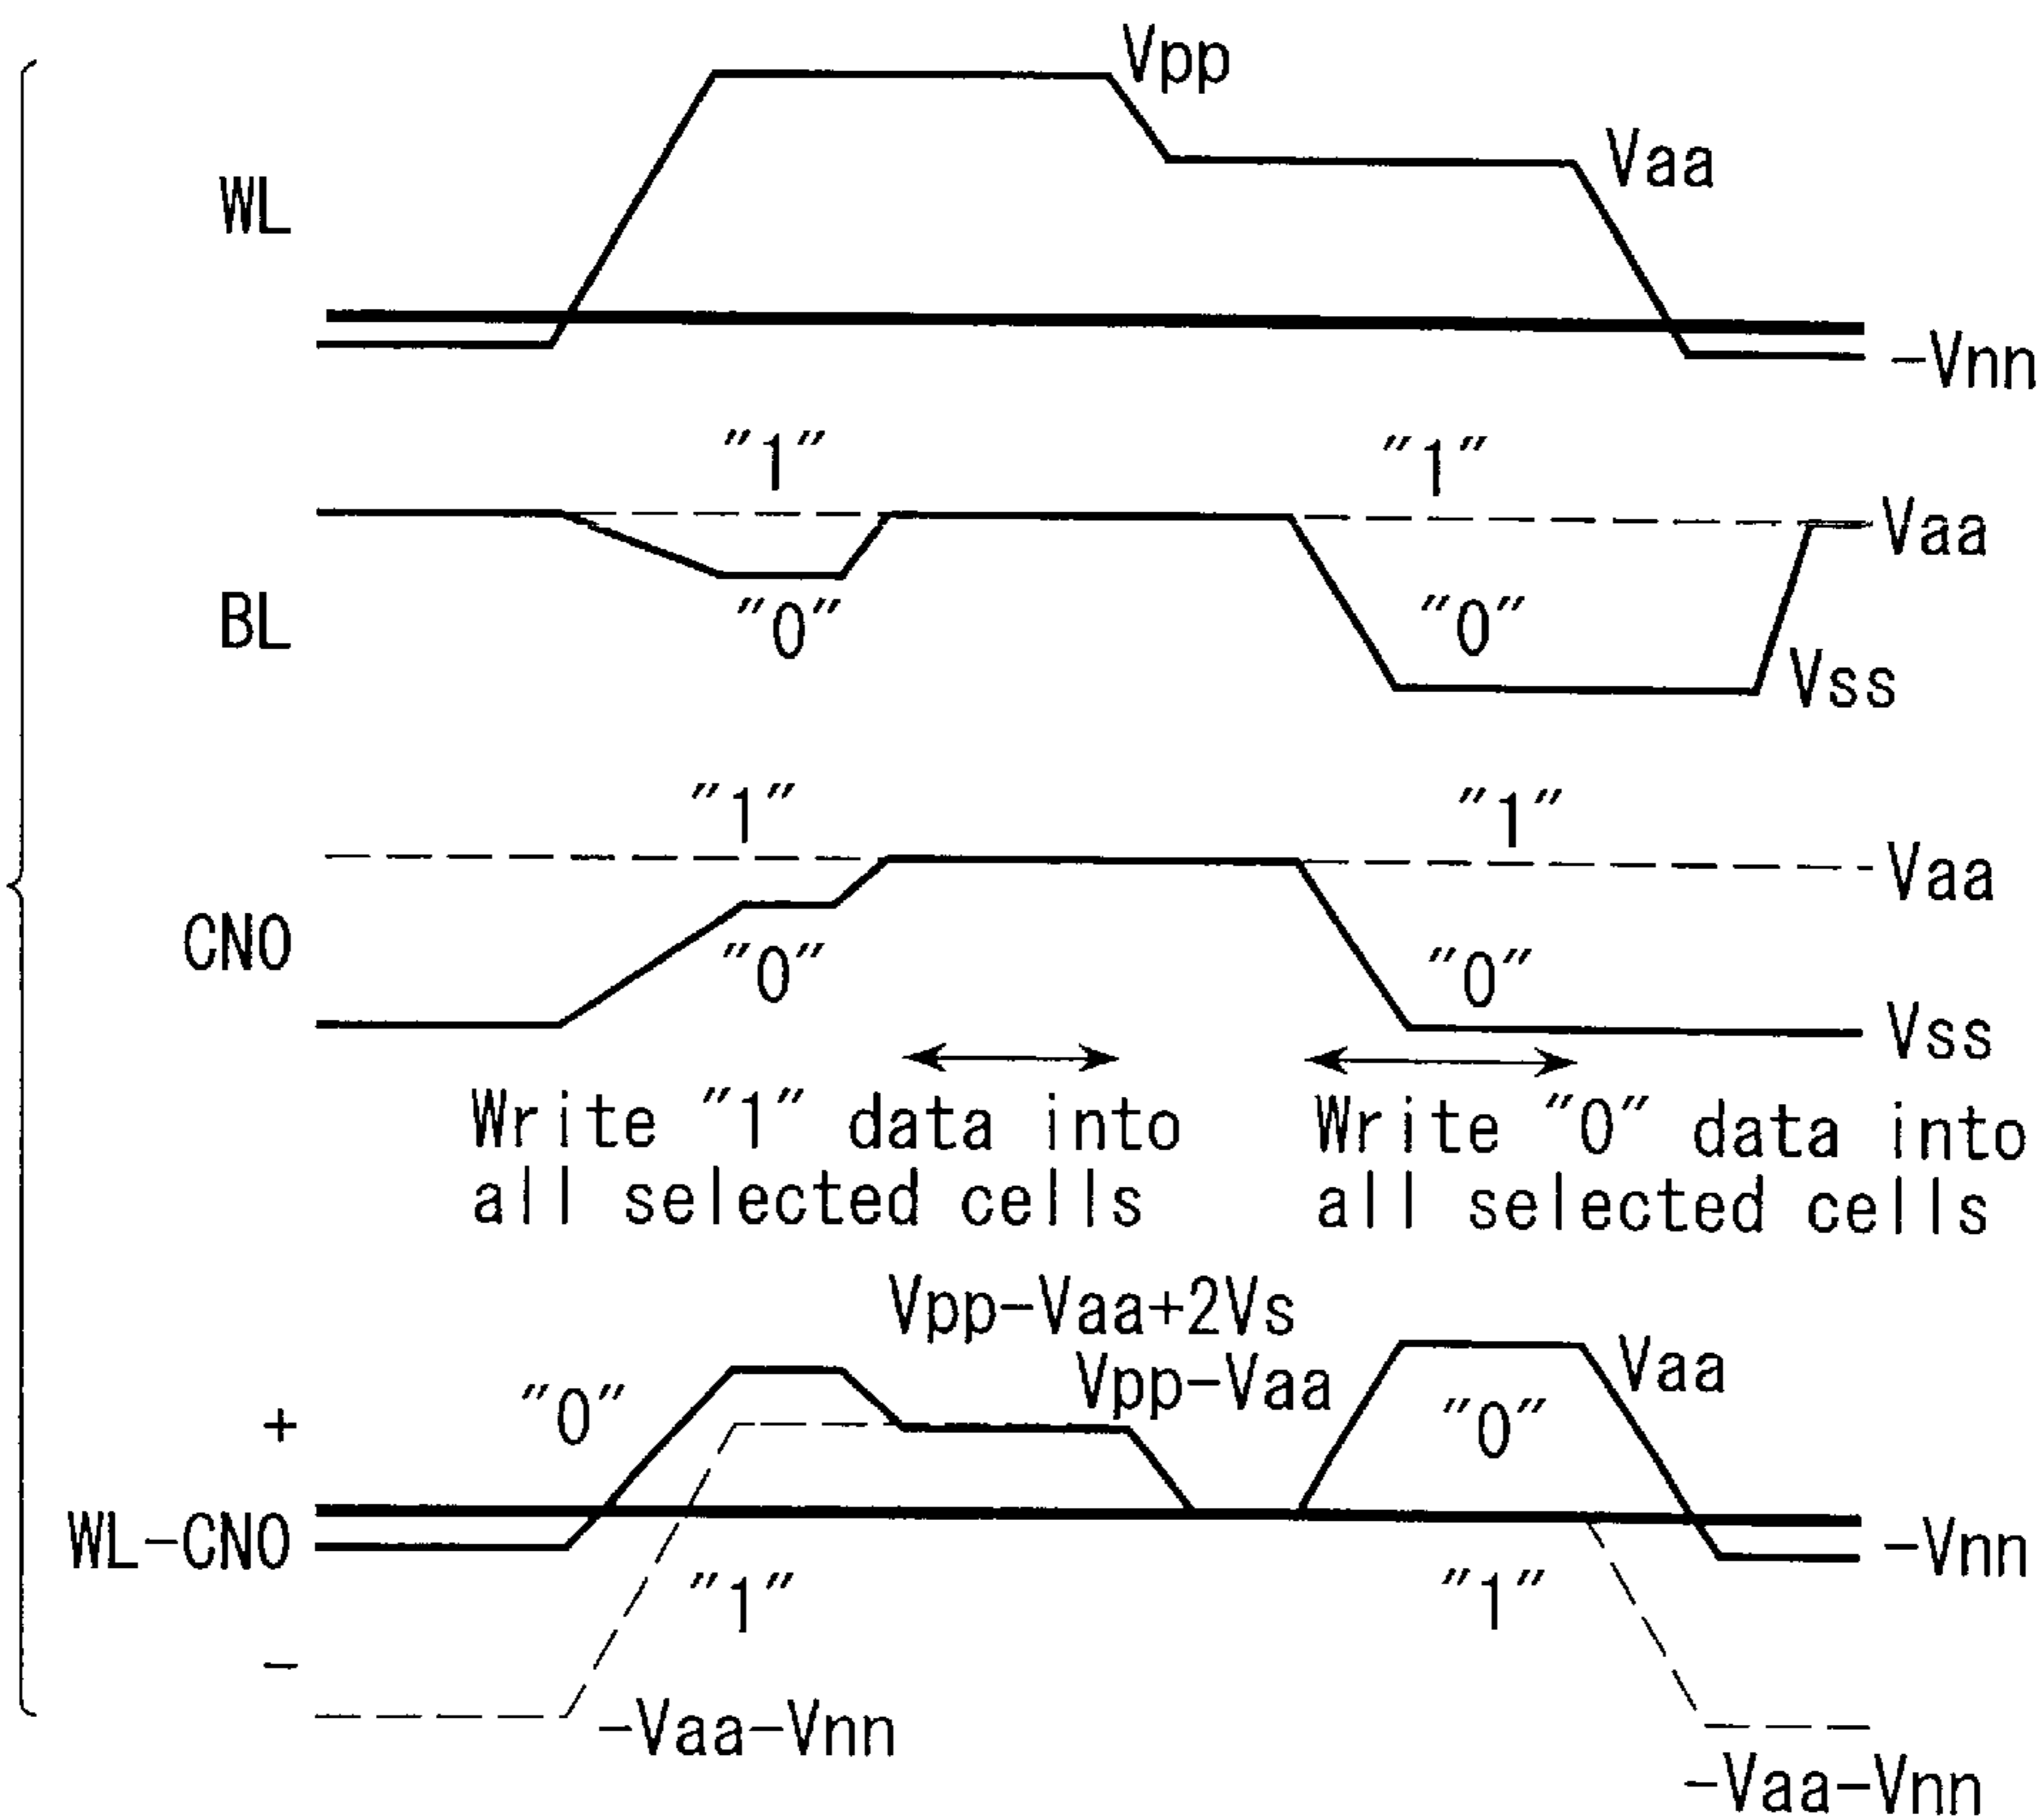 Vpp
Vaa
WL
-Vnn
"1" "1"
Vaa
BL
"0" "0"
Vss
"1" "1"
Vaa
CNO
"0" "0"
Vss
Write "1" data into
all selected cells
Write "0" data into
all selected cells
Vpp-Vaa+2Vs
Vpp-Vaa
Vaa
"0" "0"
+
WL-CNO
-Vnn
"1" "1"
-
-Vaa-Vnn
-Vaa-Vnn